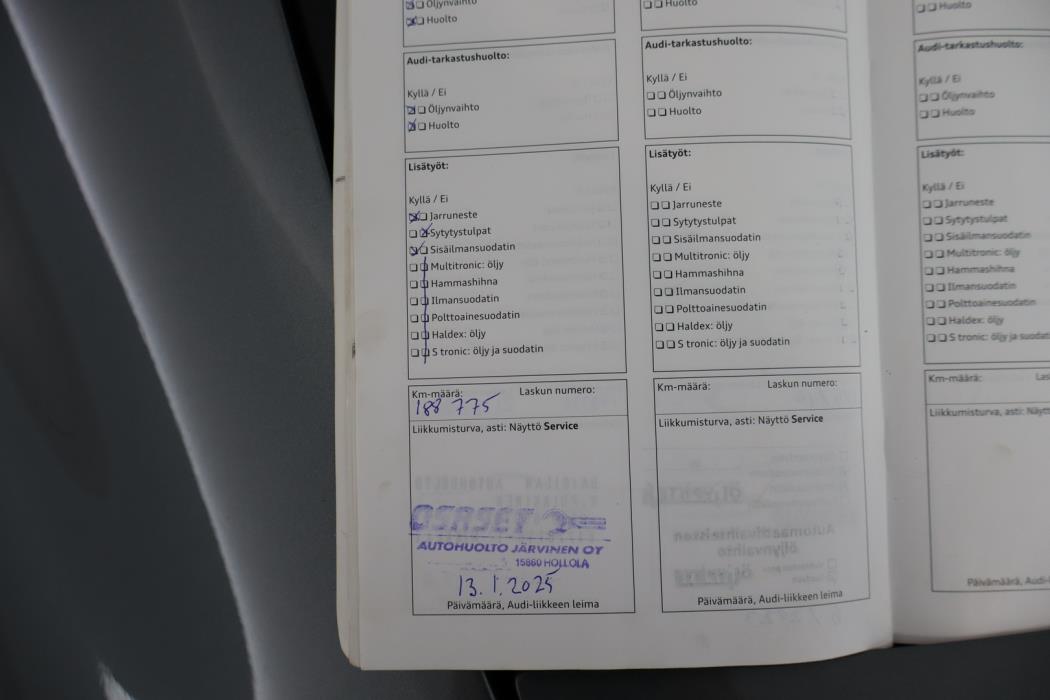 Öljynvaihto
Huolto
Audi-tarkastushuolto:
Kyllä / Ei
Öljynvaihto
Huolto
Lisätyöt:
Kyllä / Ei
Jarruneste
Sytytystulpat
Sisäilmansuodatin
Multitronic: öljy
Hammashihna
Ilmansuodatin
Polttoainesuodatin
Haldex: öljy
S tronic: öljy ja suodatin
Km-määrä: Laskun numero:
188 775
Liikkumisturva, asti: Näyttö Service
AUTOHUOLTO JÄRVINEN OY
15860 HOLLOLA
13.1.2025
Päivämäärä, Audi-liikkeen leima
Huolto
Audi-tarkastushuolto:
Kyllä / Ei
Öljynvaihto
Huolto
Lisätyöt:
Kyllä / Ei
Jarruneste
Sytytystulpat
Sisäilmansuodatin
Multitronic: öljy
Hammashihna
Ilmansuodatin
Polttoainesuodatin
Haldex: öljy
S tronic: öljy ja suodatin
Km-määrä: Laskun numero:
Liikkumisturva, asti: Näyttö Service
Päivämäärä, Audi-liikkeen leima
Huolto
Audi-tarkastushuolto:
Kyllä / Ei
Öljynvaihto
Huolto
Lisätyöt:
Kyllä / Ei
Jarruneste
Sytytystulpat
Sisäilmansuodatin
Multitronic: öljy
Hammashihna
Ilmansuodatin
Polttoainesuodatin
Haldex: öljy
S tronic: öljy ja suodat
Km-määrä: Las
Liikkumisturva, asti: Näytt
Päivämäärä, Audi-l